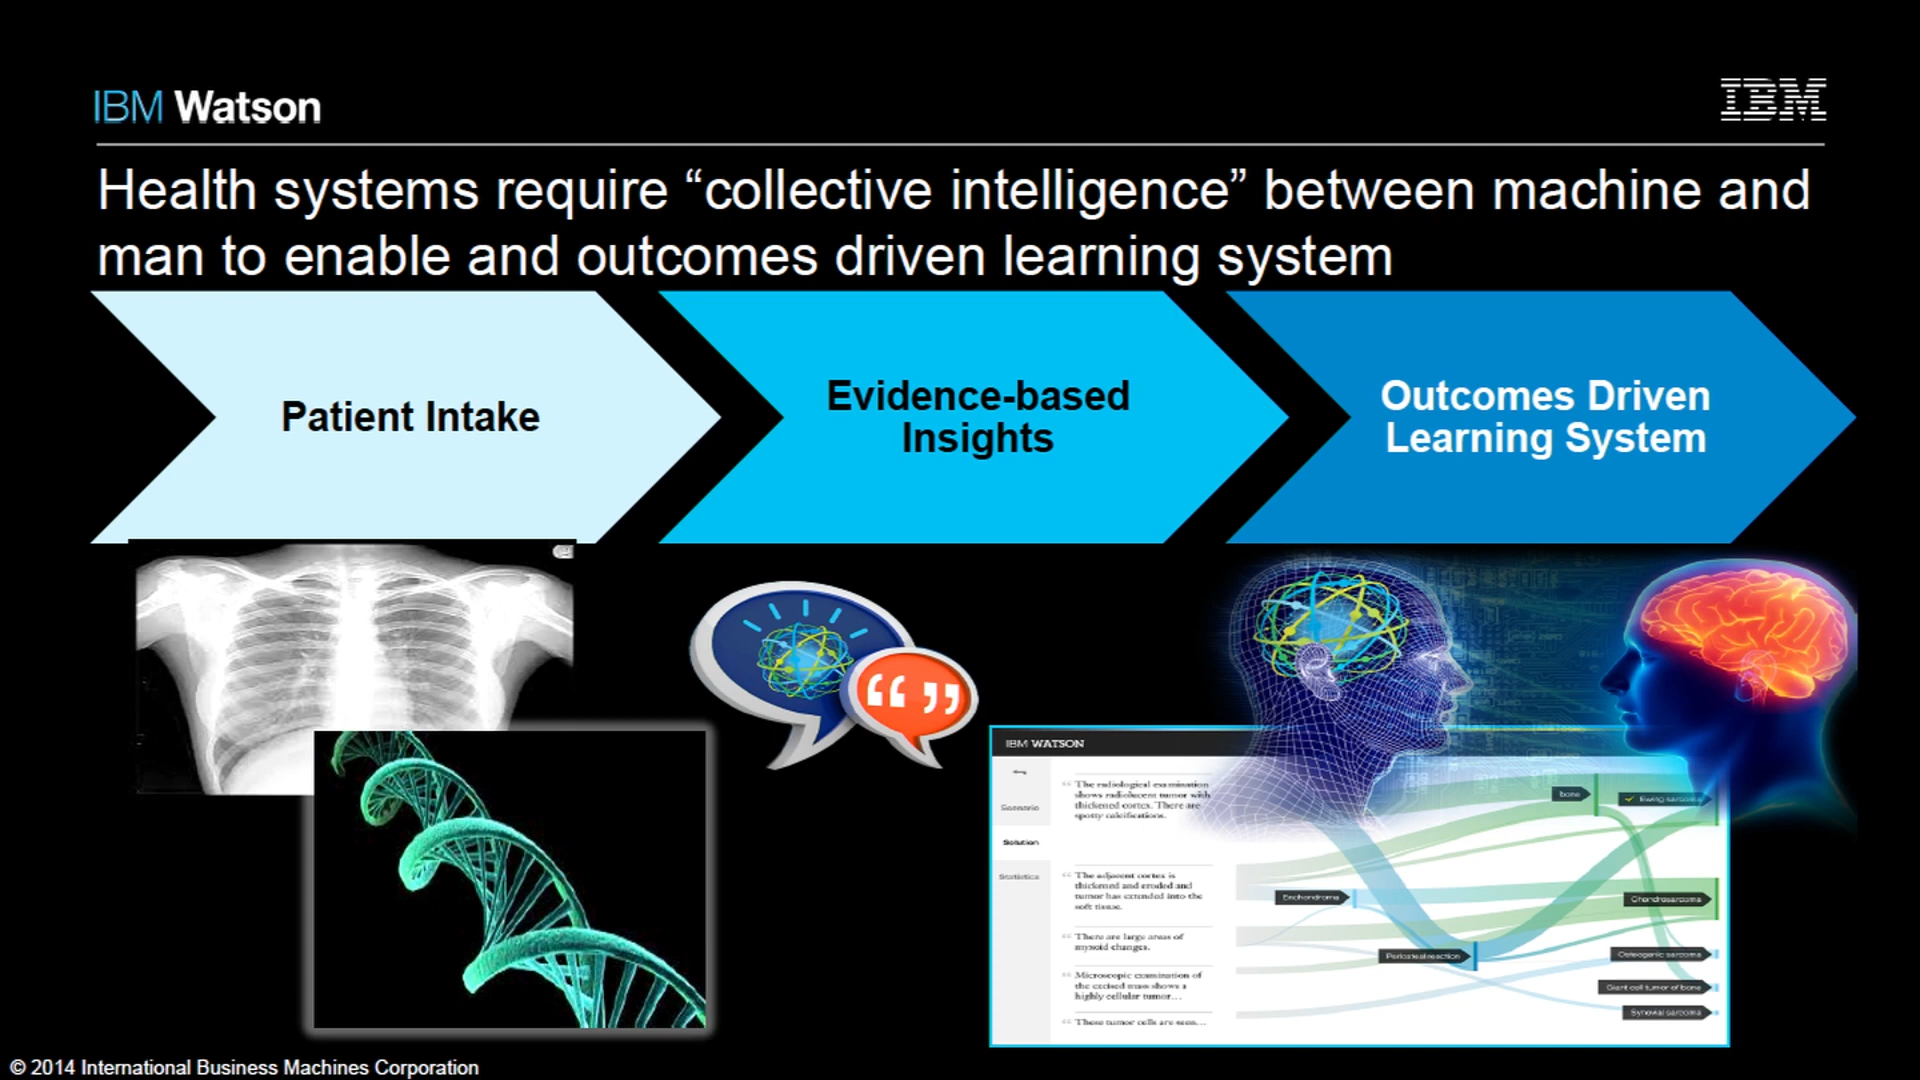 IBM Watson
IBM
Health systems require “collective intelligence” between machine and
man to enable and outcomes driven learning system
Patient Intake
Evidence-based
Insights
Outcomes Driven
Learning System
“ ”
IBM WATSON
Scenario
Solution
Statistics
“ The radiological examination
shows radiolucent tumor with
thickened cortex. There are
spotty calcifications.
“ The adjacent cortex is
thickened and eroded and
tumor has extended into the
soft tissue.
“ There are large areas of
myxoid changes.
“ Microscopic examination of
the excised mass shows a
highly cellular tumor...
“ These tumor cells are seen...
bone
Ewing sarcoma
Enchondroma
Chondrosarcoma
Periosteal reaction
Osteogenic sarcoma
Giant cell tumor of bone
Synovial sarcoma
© 2014 International Business Machines Corporation